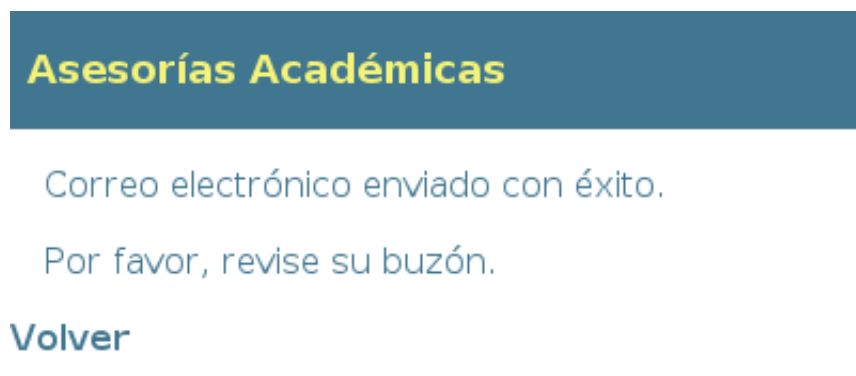 Asesorías Académicas
Correo electrónico enviado con éxito.
Por favor, revise su buzón.
Volver